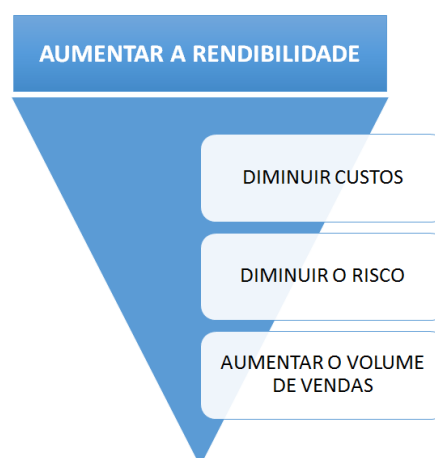 AUMENTAR A RENDIBILIDADE
DIMINUIR CUSTOS
DIMINUIR O RISCO
AUMENTAR O VOLUME
DE VENDAS